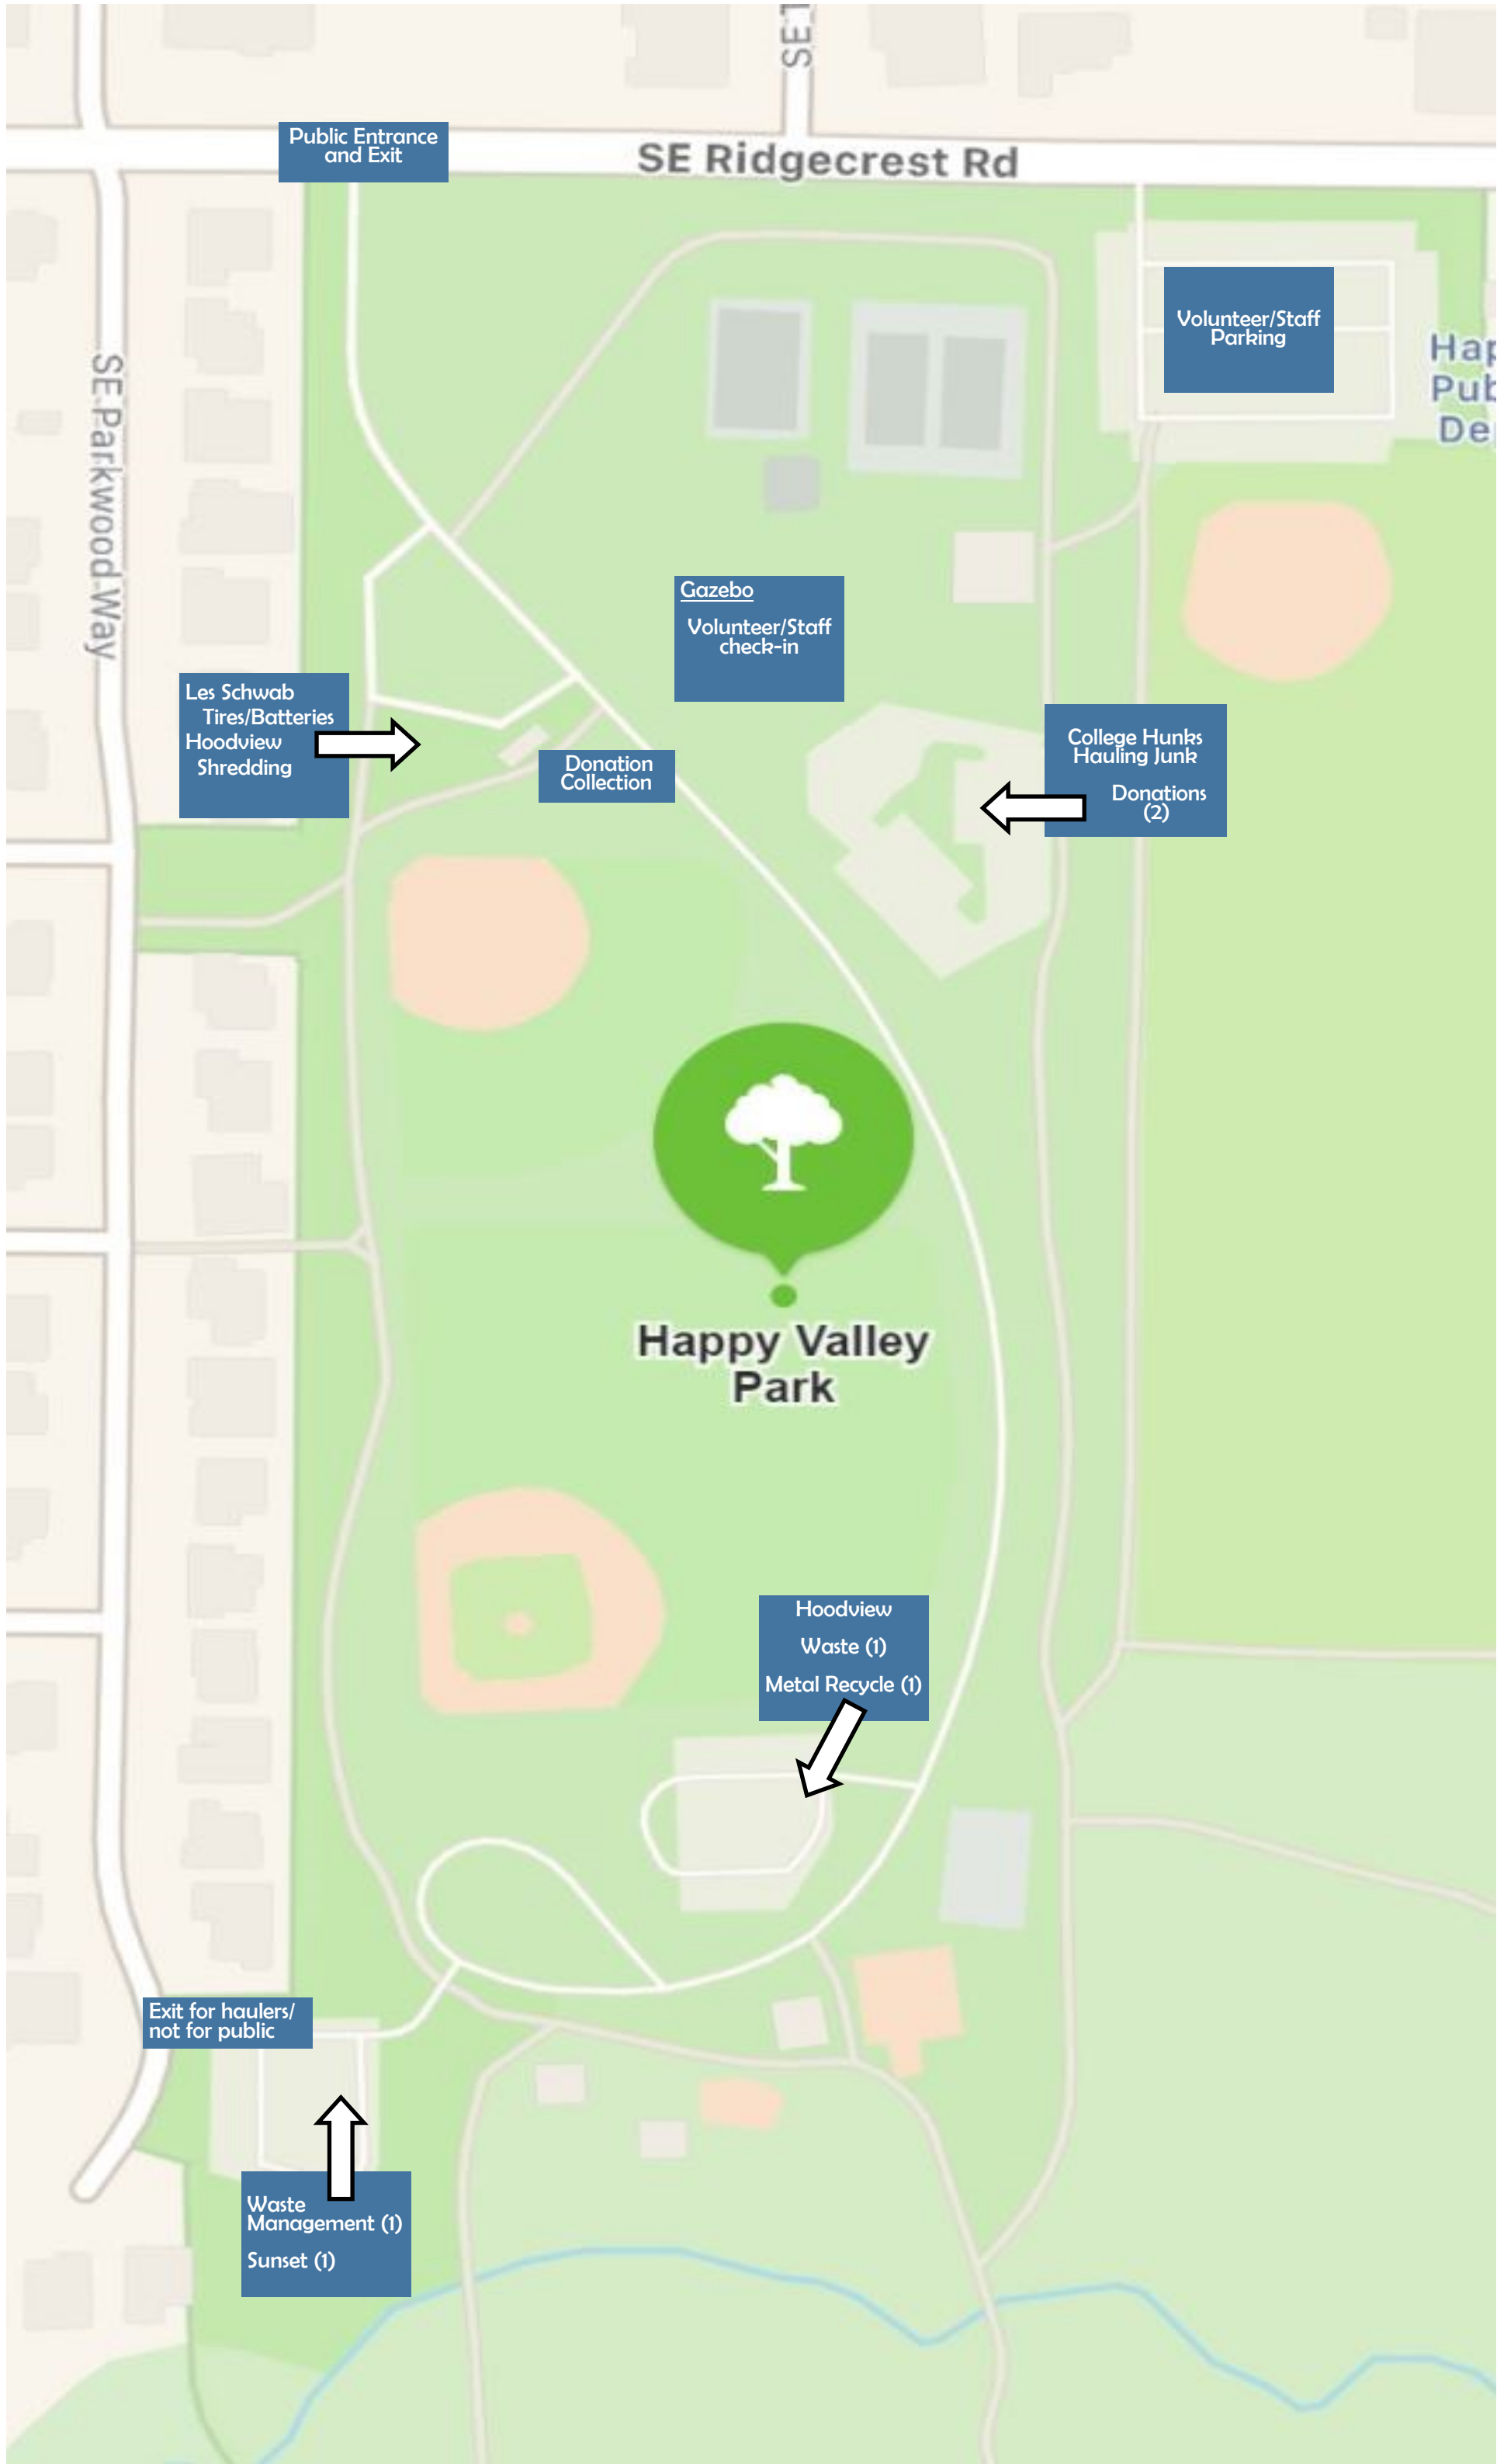 SE
Public Entrance
and Exit
SE Ridgecrest Rd
Volunteer/Staff
Parking
SE Parkwood Way
Gazebo
Volunteer/Staff
check-in
Les Schwab
Tires/Batteries
Hoodview
Shredding
Donation
Collection
College Hunks
Hauling Junk
Donations
(2)
Happy Valley
Park
Hoodview
Waste (1)
Metal Recycle (1)
Exit for haulers/
not for public
Waste
Management (1)
Sunset (1)